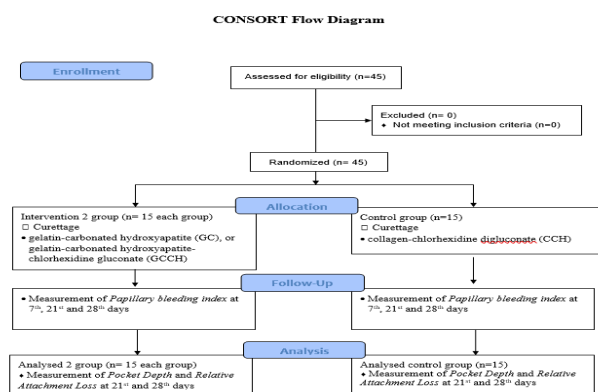 CONSORT Flow Diagram
Enrollment
Assessed for eligibility (n=45)
Excluded (n= 0)
♦ Not meeting inclusion criteria (n=0)
Randomized (n= 45)
Allocation
Intervention 2 group (n= 15 each group)
□ Curettage
• gelatin-carbonated hydroxyapatite (GC), or
gelatin-carbonated hydroxyapatite-
chlorhexidine gluconate (GCCH)
Control group (n=15)
□ Curettage
• collagen-chlorhexidine digluconate (CCH)
Follow-Up
• Measurement of Papillary bleeding index at
7th, 21st and 28th days
• Measurement of Papillary bleeding index at
7th, 21st and 28th days
Analysis
Analysed 2 group (n= 15 each group)
♦ Measurement of Pocket Depth and Relative
Attachment Loss at 21st and 28th days
Analysed control group (n=15)
♦ Measurement of Pocket Depth and Relative
Attachment Loss at 21st and 28th days